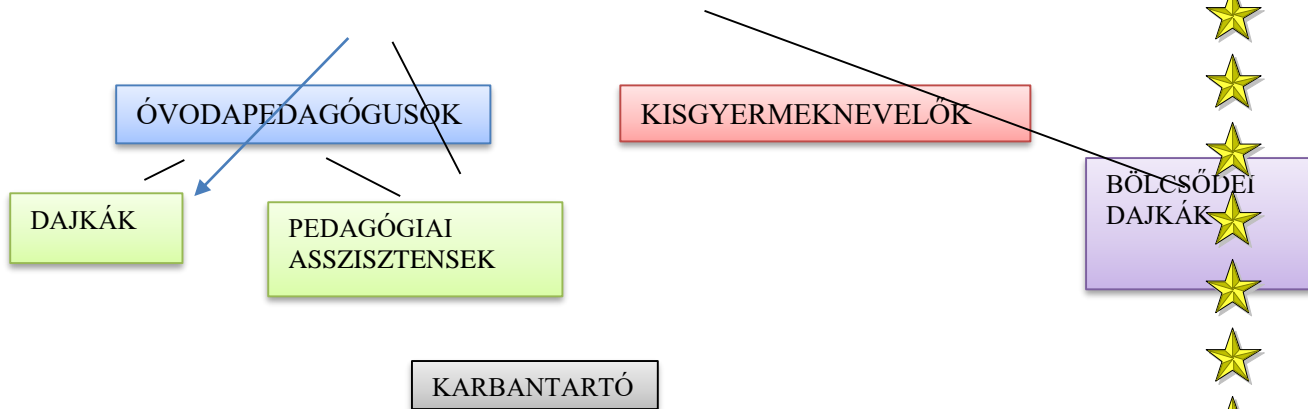 ÓVODAPEDAGÓGUSOK
KISGYERMEKNEVELŐK
DAJKÁK
PEDAGÓGIAI
ASSZISZTENSEK
BÖLCSŐDEI
DAJKÁK
KARBANTARTÓ